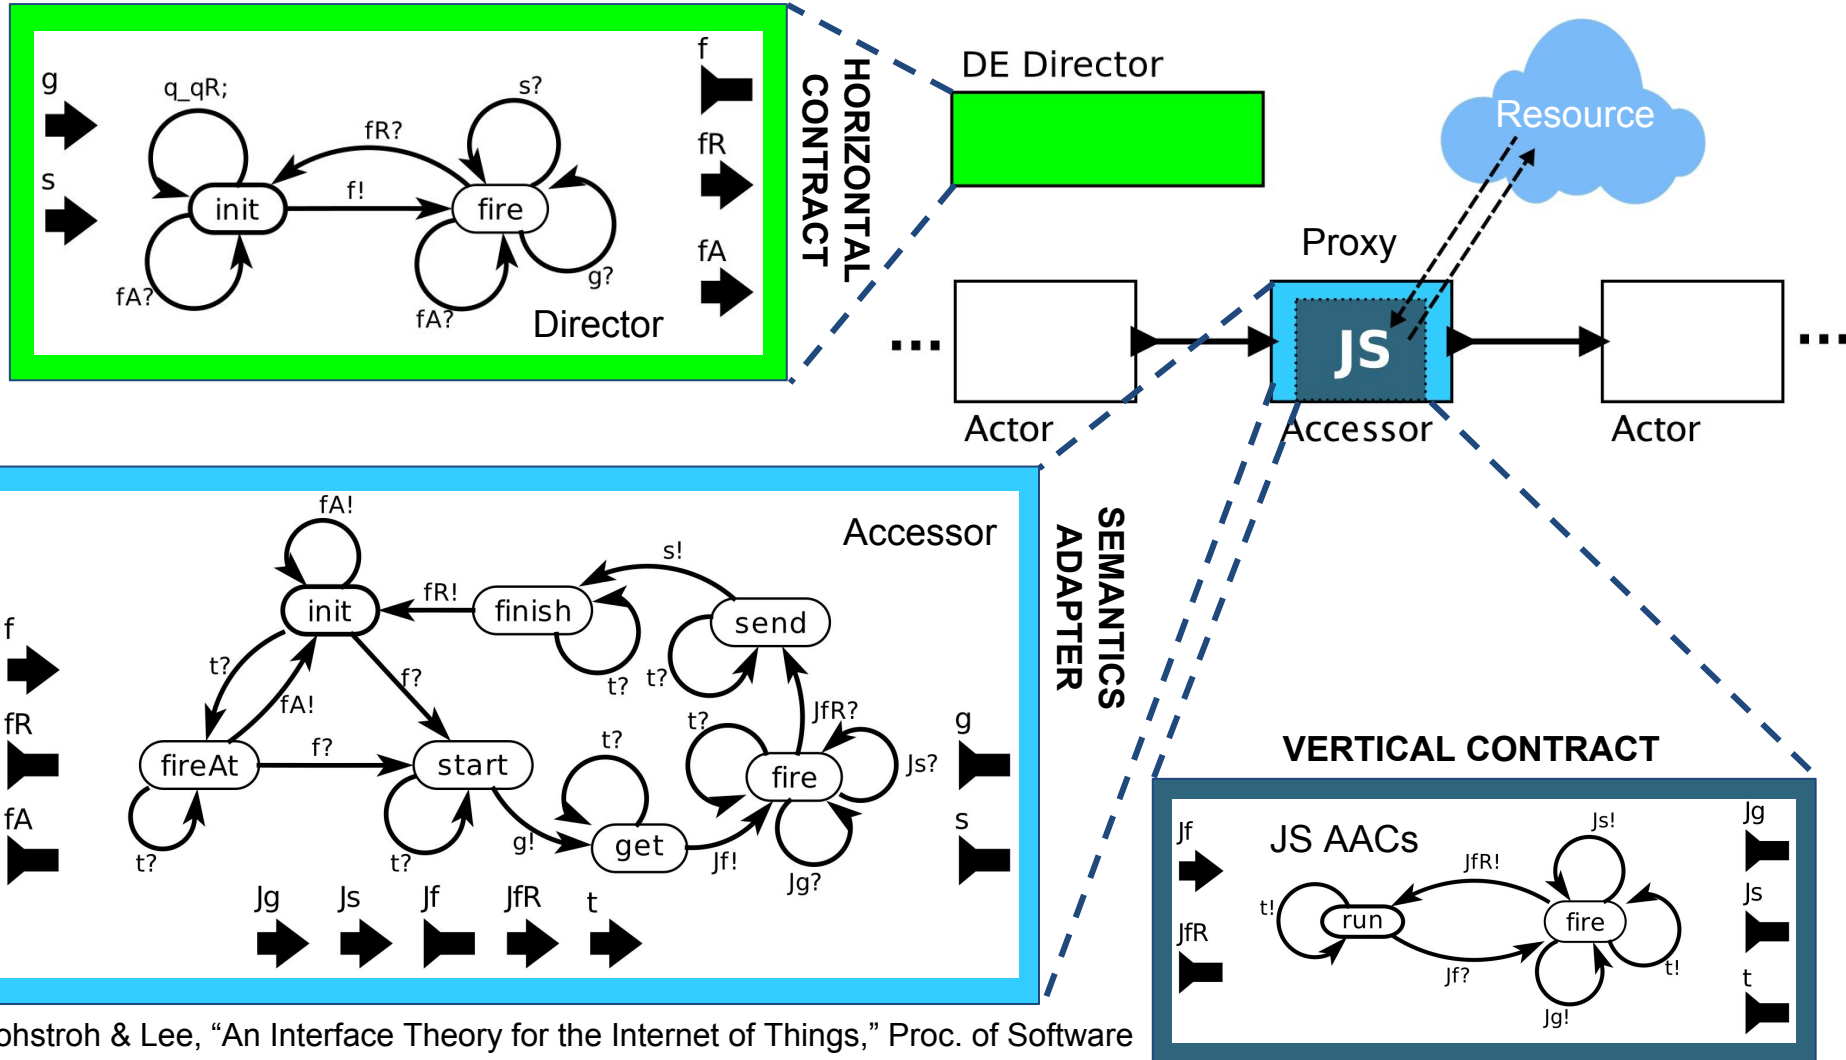 g
s
q_qR;
fR?
s?
init
f!
fire
fA?
fA?
g?
Director
f
fR
fA
HORIZONTAL
CONTRACT
DE Director
Resource
Proxy
...
JS
...
Actor
Accessor
Actor
fA!
Accessor
s!
init
fR!
finish
send
f
t?
f?
fA!
t?
t?
JfR?
fR
fireAt
f?
start
t?
t?
fire
Js?
g
fA
t?
t?
g!
get
Jf!
Jg?
s
Jg
Js
Jf
JfR
t
SEMANTICS
ADAPTER
VERTICAL CONTRACT
Jf
JfR
JS AACs
Js!
JfR!
t!
run
fire
Jf?
t!
Jg!
Jg
Js
t
ohstroh & Lee, “An Interface Theory for the Internet of Things,” Proc. of Software